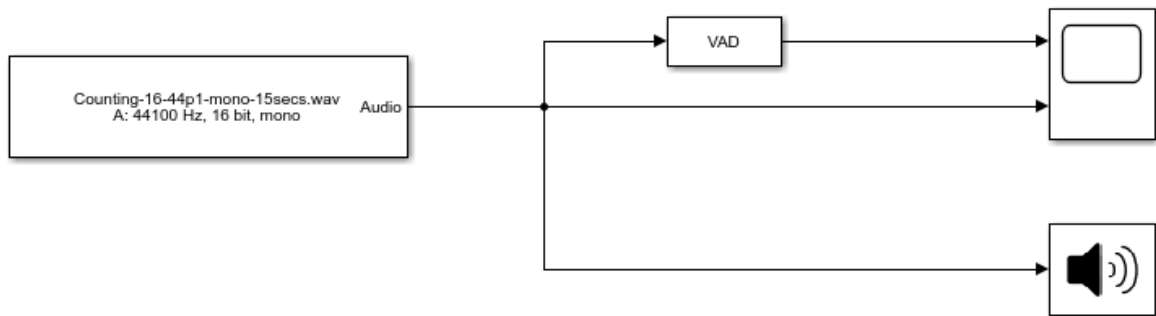 VAD
Counting-16-44p1-mono-15secs.wav
A: 44100 Hz, 16 bit, mono
Audio